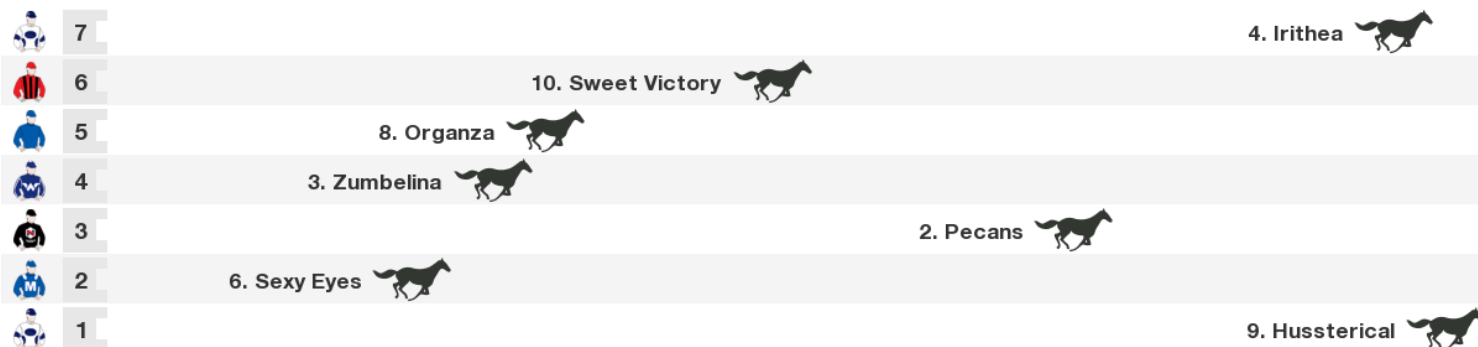 7 4. Irithea
6 10. Sweet Victory
5 8. Organza
4 W 3. Zumbelina
3 N 2. Pecans
2 M 6. Sexy Eyes
1 9. Hussterical